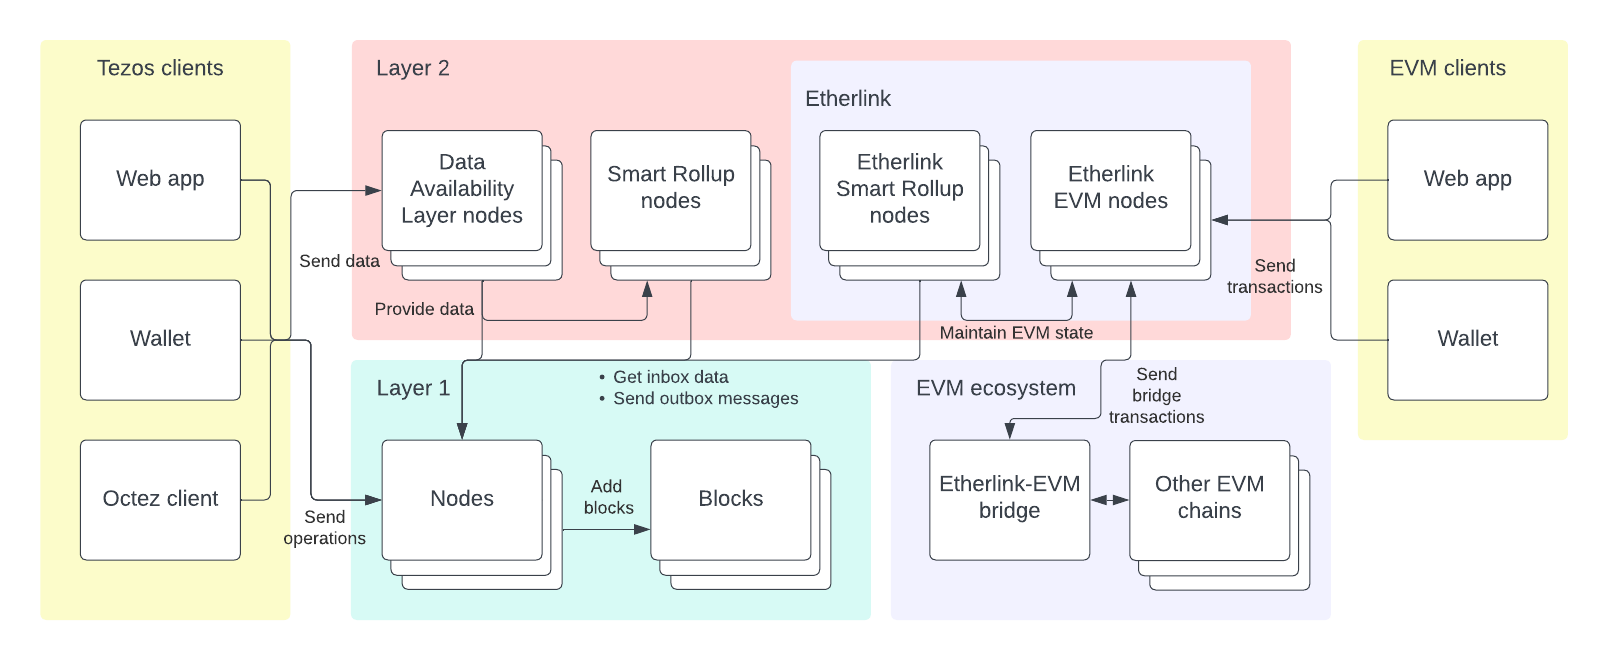 Tezos clients
Web app
Wallet
Octez client
Send data
Send
operations
Layer 2
Data
Availability
Layer nodes
Smart Rollup
nodes
Provide data
Etherlink
Etherlink
Smart Rollup
nodes
Etherlink
EVM nodes
Maintain EVM state
EVM clients
Web app
Wallet
Send
transactions
Layer 1
• Get inbox data
• Send outbox messages
Nodes
Add
blocks
Blocks
EVM ecosystem
Send
bridge
transactions
Etherlink-EVM
bridge
Other EVM
chains